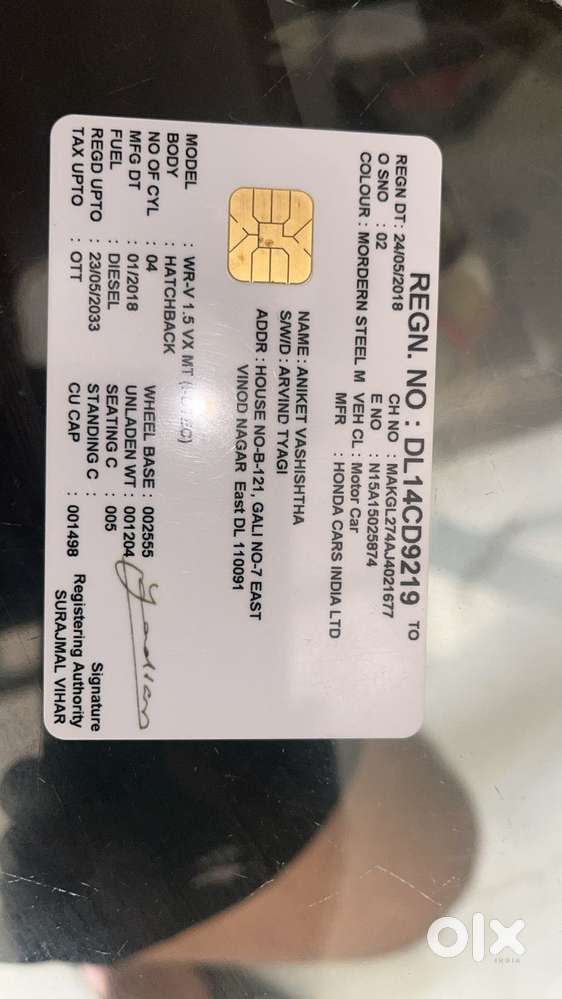 REGN. NO : DL14CD9219 TO
REGN DT : 24/05/2018 CH NO : MAKGL274AJ4021677
O SNO : 02 E NO : N15A15025874
COLOUR : MORDERN STEEL M VEH CL : Motor Car
MFR : HONDA CARS INDIA LTD
NAME : ANIKET VASHISHTHA
S/W/D : ARVIND TYAGI
ADDR : HOUSE NO-B-121, GALI NO-7 EAST
VINOD NAGAR East DL 110091
MODEL : WR-V 1.5 VX MT
BODY : HATCHBACK WHEEL BASE : 002555
NO OF CYL : 04 UNLADEN WT : 001204
MFG DT : 01/2018 SEATING C : 005
FUEL : DIESEL STANDING C :
REGD UPTO : 23/05/2033 CU CAP : 001498
TAX UPTO : OTT
Signature
Registering Authority
SURAJMAL VIHAR
olx
INDIA